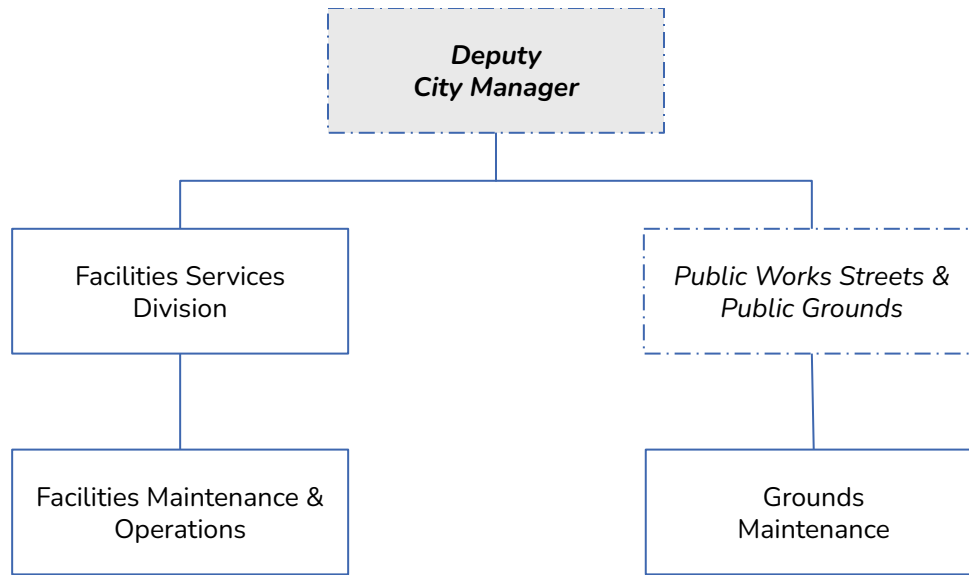 Deputy
City Manager
Facilities Services
Division
Public Works Streets &
Public Grounds
Facilities Maintenance &
Operations
Grounds
Maintenance